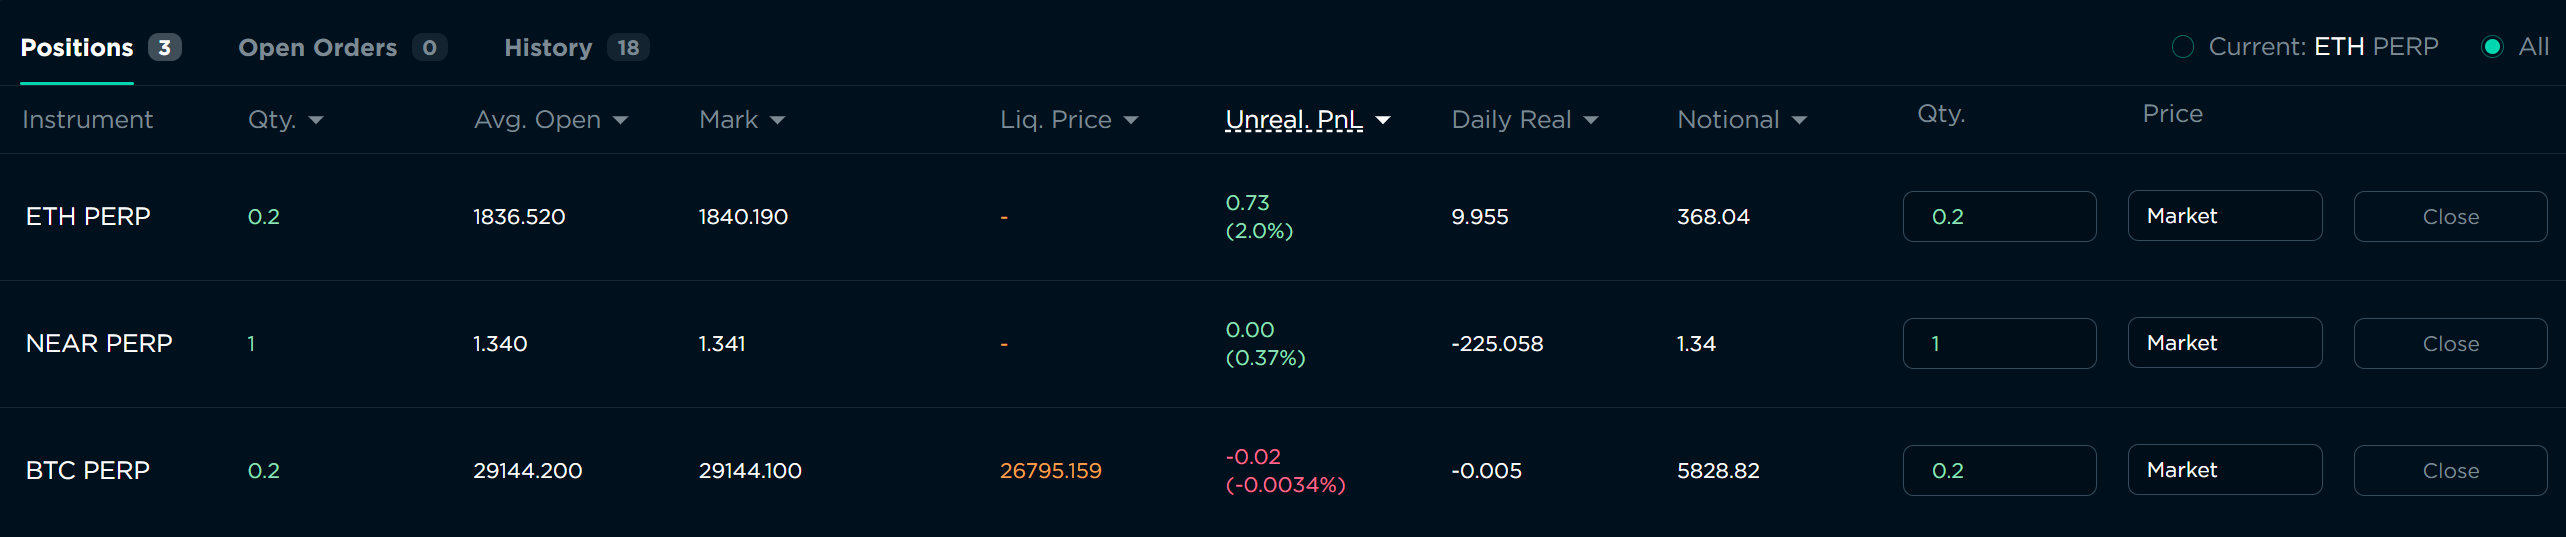 Positions 3 Open Orders 0 History 18 Current: ETH PERP All
Instrument Qty. Avg. Open Mark Liq. Price Unreal. PnL Daily Real Notional Qty. Price
ETH PERP 0.2 1836.520 1840.190 - 0.73 (2.0%) 9.955 368.04 0.2 Market Close
NEAR PERP 1 1.340 1.341 - 0.00 (0.37%) -225.058 1.34 1 Market Close
BTC PERP 0.2 29144.200 29144.100 26795.159 -0.02 (-0.0034%) -0.005 5828.82 0.2 Market Close